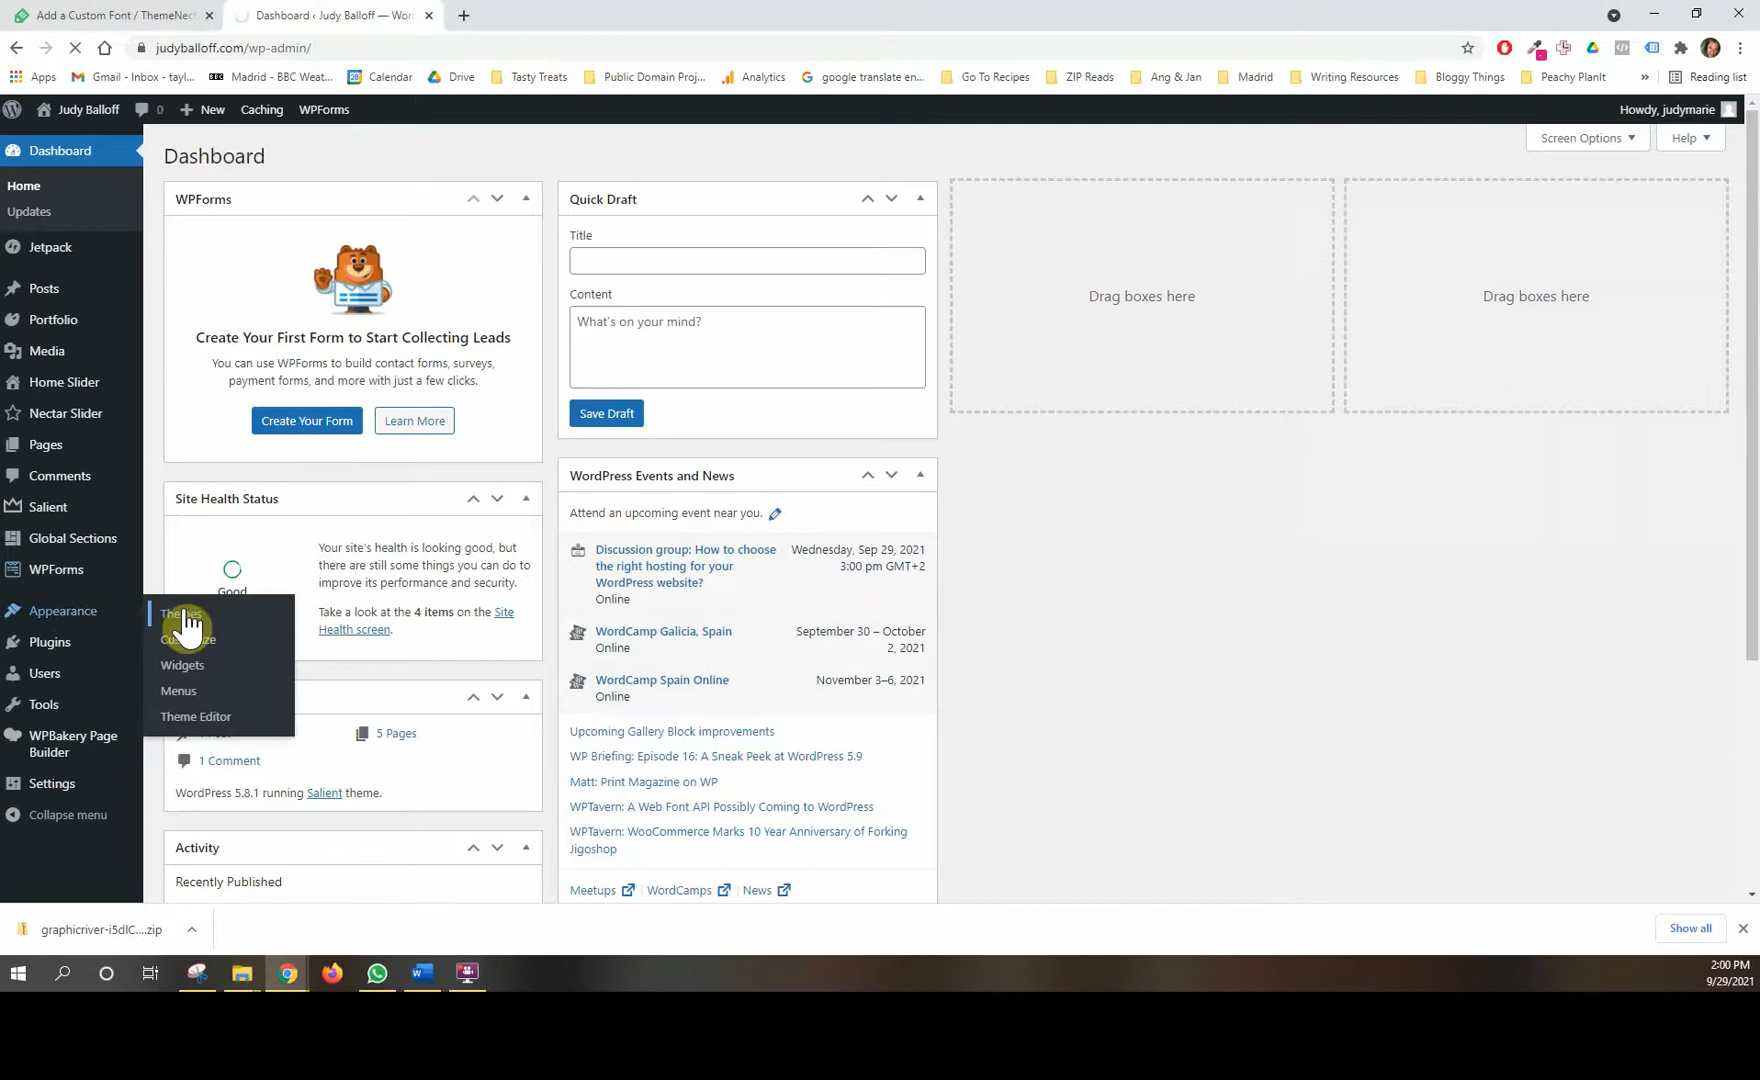 Add a Custom Font / ThemeNect
Dashboard ‹ Judy Balloff — Wor
judyballoff.com/wp-admin/
Apps
Gmail - Inbox - tayl...
Madrid - BBC Weat...
Calendar
Drive
Tasty Treats
Public Domain Proj...
Analytics
google translate en...
Go To Recipes
ZIP Reads
Ang & Jan
Madrid
Writing Resources
Bloggy Things
Peachy PlanIt
»
Reading list
Judy Balloff
0
New
Caching
WPForms
Howdy, judymarie
Dashboard
Home
Updates
Jetpack
Posts
Portfolio
Media
Home Slider
Nectar Slider
Pages
Comments
Salient
Global Sections
WPForms
Appearance
Plugins
Users
Tools
WPBakery Page
Builder
Settings
Collapse menu
Themes
Customize
Widgets
Menus
Theme Editor
Screen Options
Help
Dashboard
WPForms
Create Your First Form to Start Collecting Leads
You can use WPForms to build contact forms, surveys,
payment forms, and more with just a few clicks.
Create Your Form
Learn More
Site Health Status
Good
Your site's health is looking good, but
there are still some things you can do to
improve its performance and security.
Take a look at the 4 items on the Site
Health screen.
5 Pages
1 Comment
WordPress 5.8.1 running Salient theme.
Activity
Recently Published
Quick Draft
Title
Content
What's on your mind?
Save Draft
WordPress Events and News
Attend an upcoming event near you.
Discussion group: How to choose
the right hosting for your
WordPress website?
Online
Wednesday, Sep 29, 2021
3:00 pm GMT+2
WordCamp Galicia, Spain
Online
September 30 – October
2, 2021
WordCamp Spain Online
Online
November 3–6, 2021
Upcoming Gallery Block improvements
WP Briefing: Episode 16: A Sneak Peek at WordPress 5.9
Matt: Print Magazine on WP
WPTavern: A Web Font API Possibly Coming to WordPress
WPTavern: WooCommerce Marks 10 Year Anniversary of Forking
Jigoshop
Meetups | WordCamps | News
Drag boxes here
Drag boxes here
graphicriver-i5dIC....zip
Show all
2:00 PM
9/29/2021